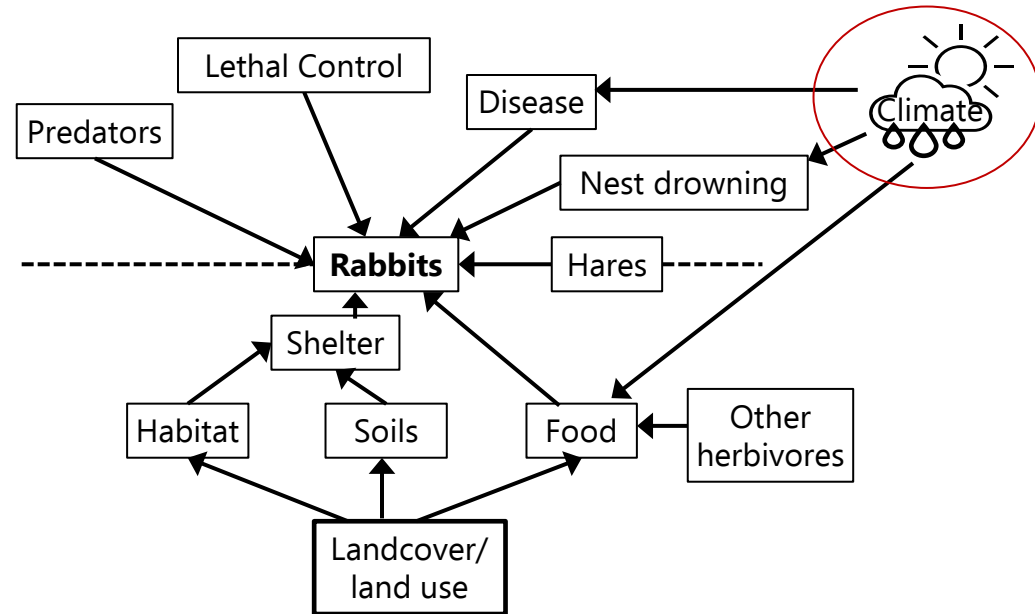 Lethal Control
Disease
Climate
Predators
Nest drowning
Rabbits
Hares
Shelter
Habitat
Soils
Food
Other
herbivores
Landcover/
land use